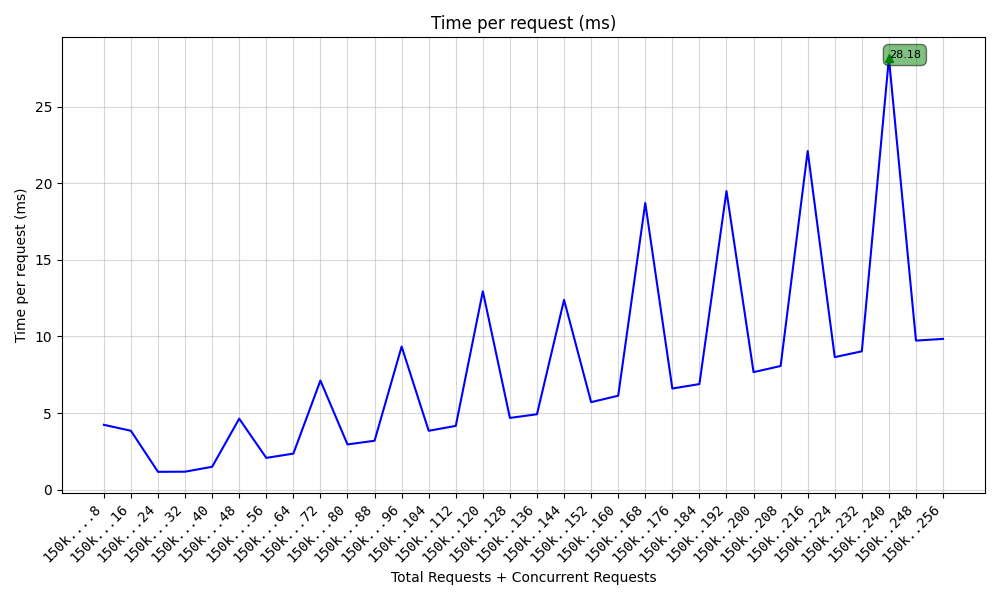 Time per request (ms)
28.18
Time per request (ms)
25
20
15
10
5
0
150k....8
150k...16
150k...24
150k...32
150k...40
150k...48
150k...56
150k...64
150k...72
150k...80
150k...88
150k...96
150k..104
150k..112
150k..120
150k..128
150k..136
150k..144
150k..152
150k..160
150k..168
150k..176
150k..184
150k..192
150k..200
150k..208
150k..216
150k..224
150k..232
150k..240
150k..248
150k..256
Total Requests + Concurrent Requests